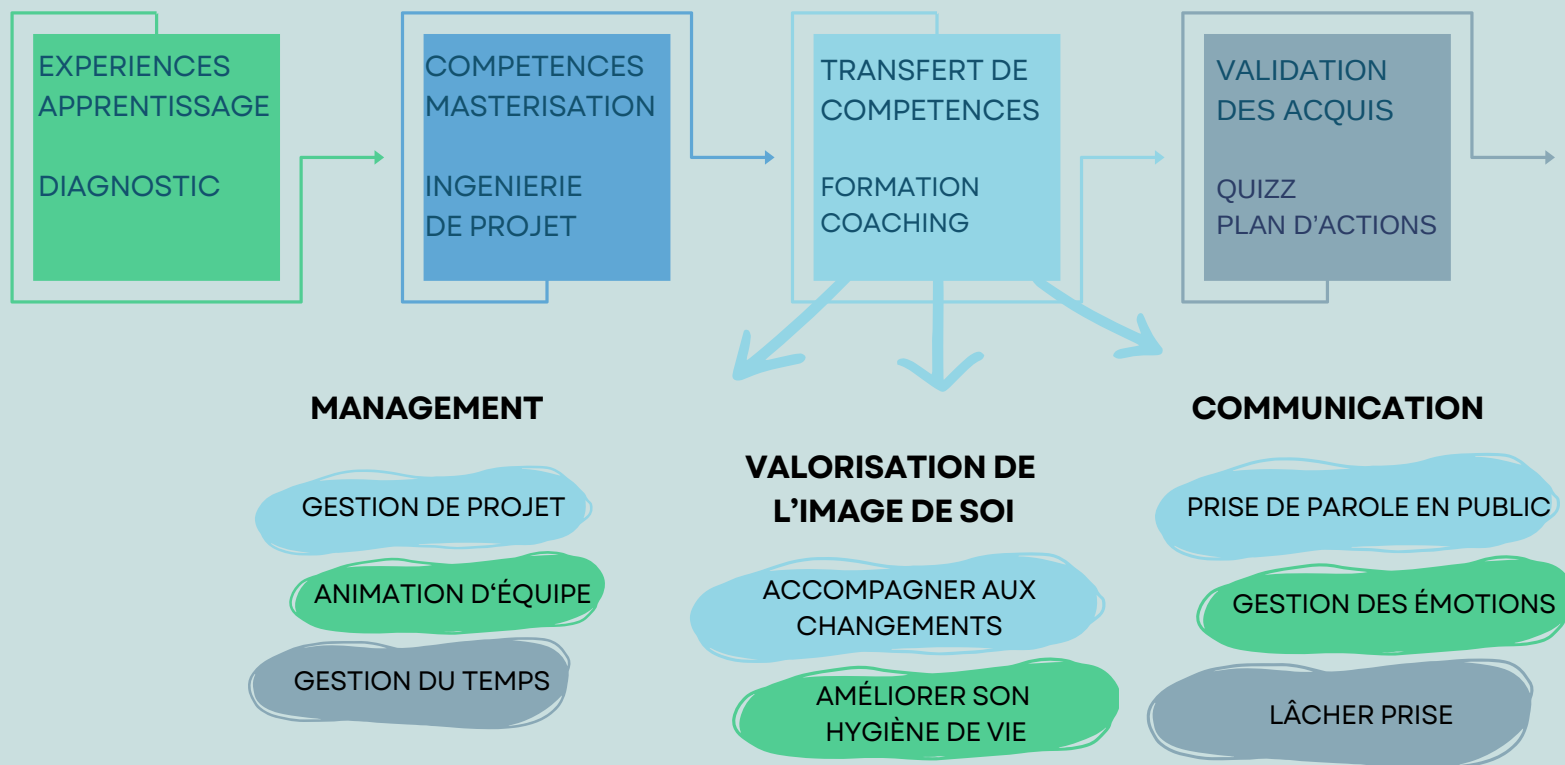 EXPERIENCES
APPRENTISSAGE
DIAGNOSTIC
COMPETENCES
MASTERISATION
INGENIERIE
DE PROJET
TRANSFERT DE
COMPETENCES
FORMATION
COACHING
VALIDATION
DES ACQUIS
QUIZZ
PLAN D’ACTIONS
MANAGEMENT
GESTION DE PROJET
ANIMATION D‘ÉQUIPE
GESTION DU TEMPS
VALORISATION DE
L’IMAGE DE SOI
ACCOMPAGNER AUX
CHANGEMENTS
AMÉLIORER SON
HYGIÈNE DE VIE
COMMUNICATION
PRISE DE PAROLE EN PUBLIC
GESTION DES ÉMOTIONS
LÂCHER PRISE